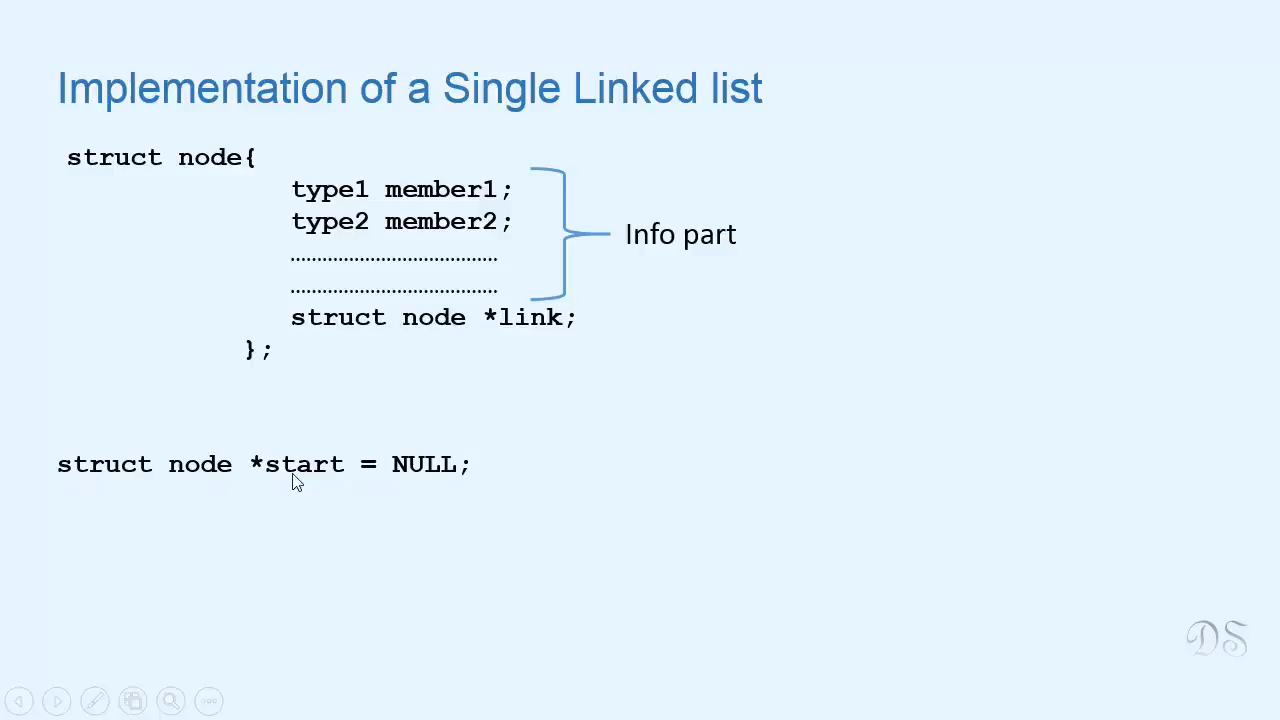 Implementation of a Single Linked list
struct node{
type1 member1;
type2 member2;
Info part
........................................
........................................
struct node *link;
};
struct node *start = NULL;
DS